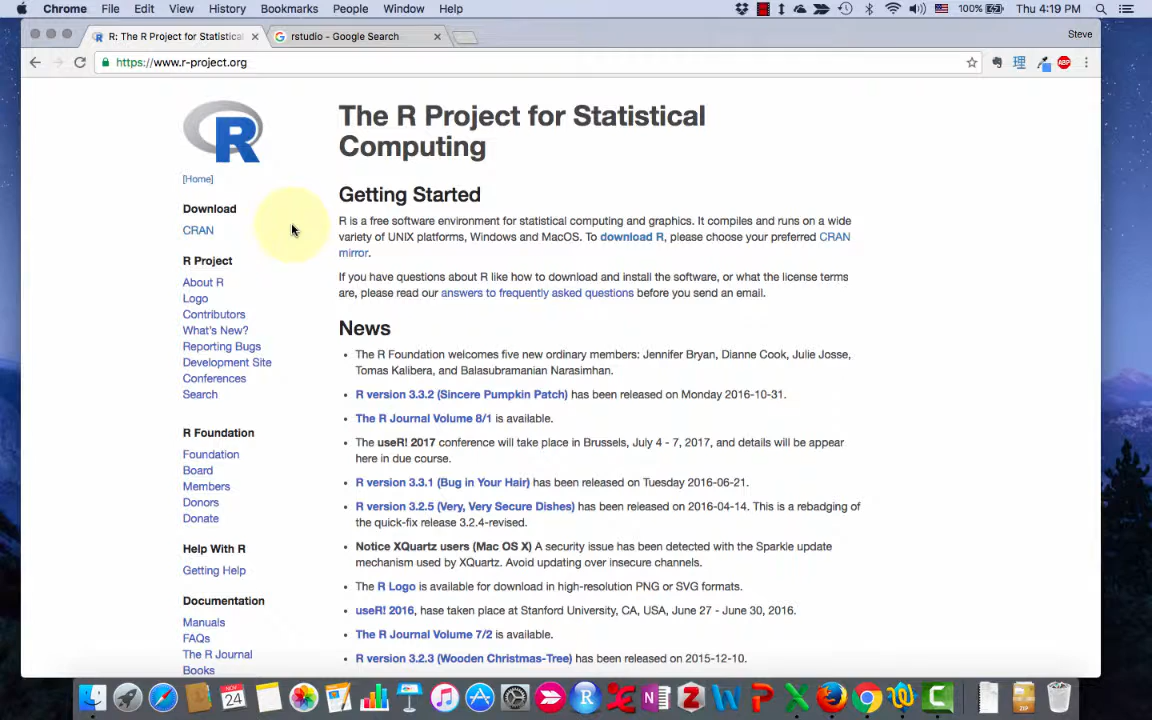 Chrome File Edit View History Bookmarks People Window Help 100% Thu 4:19 PM
R: The R Project for Statistical
rstudio - Google Search
Steve
https://www.r-project.org
ABP
R
The R Project for Statistical
Computing
[Home]
Download
CRAN
R Project
About R
Logo
Contributors
What's New?
Reporting Bugs
Development Site
Conferences
Search
R Foundation
Foundation
Board
Members
Donors
Donate
Help With R
Getting Help
Documentation
Manuals
FAQs
The R Journal
Books
Getting Started
R is a free software environment for statistical computing and graphics. It compiles and runs on a wide
variety of UNIX platforms, Windows and MacOS. To download R, please choose your preferred CRAN
mirror.
If you have questions about R like how to download and install the software, or what the license terms
are, please read our answers to frequently asked questions before you send an email.
News
• The R Foundation welcomes five new ordinary members: Jennifer Bryan, Dianne Cook, Julie Josse,
Tomas Kalibera, and Balasubramanian Narasimhan.
• R version 3.3.2 (Sincere Pumpkin Patch) has been released on Monday 2016-10-31.
• The R Journal Volume 8/1 is available.
• The useR! 2017 conference will take place in Brussels, July 4 - 7, 2017, and details will be appear
here in due course.
• R version 3.3.1 (Bug in Your Hair) has been released on Tuesday 2016-06-21.
• R version 3.2.5 (Very, Very Secure Dishes) has been released on 2016-04-14. This is a rebadging of
the quick-fix release 3.2.4-revised.
• Notice XQuartz users (Mac OS X) A security issue has been detected with the Sparkle update
mechanism used by XQuartz. Avoid updating over insecure channels.
• The R Logo is available for download in high-resolution PNG or SVG formats.
• useR! 2016, hase taken place at Stanford University, CA, USA, June 27 - June 30, 2016.
• The R Journal Volume 7/2 is available.
• R version 3.2.3 (Wooden Christmas-Tree) has been released on 2015-12-10.
NOV
24